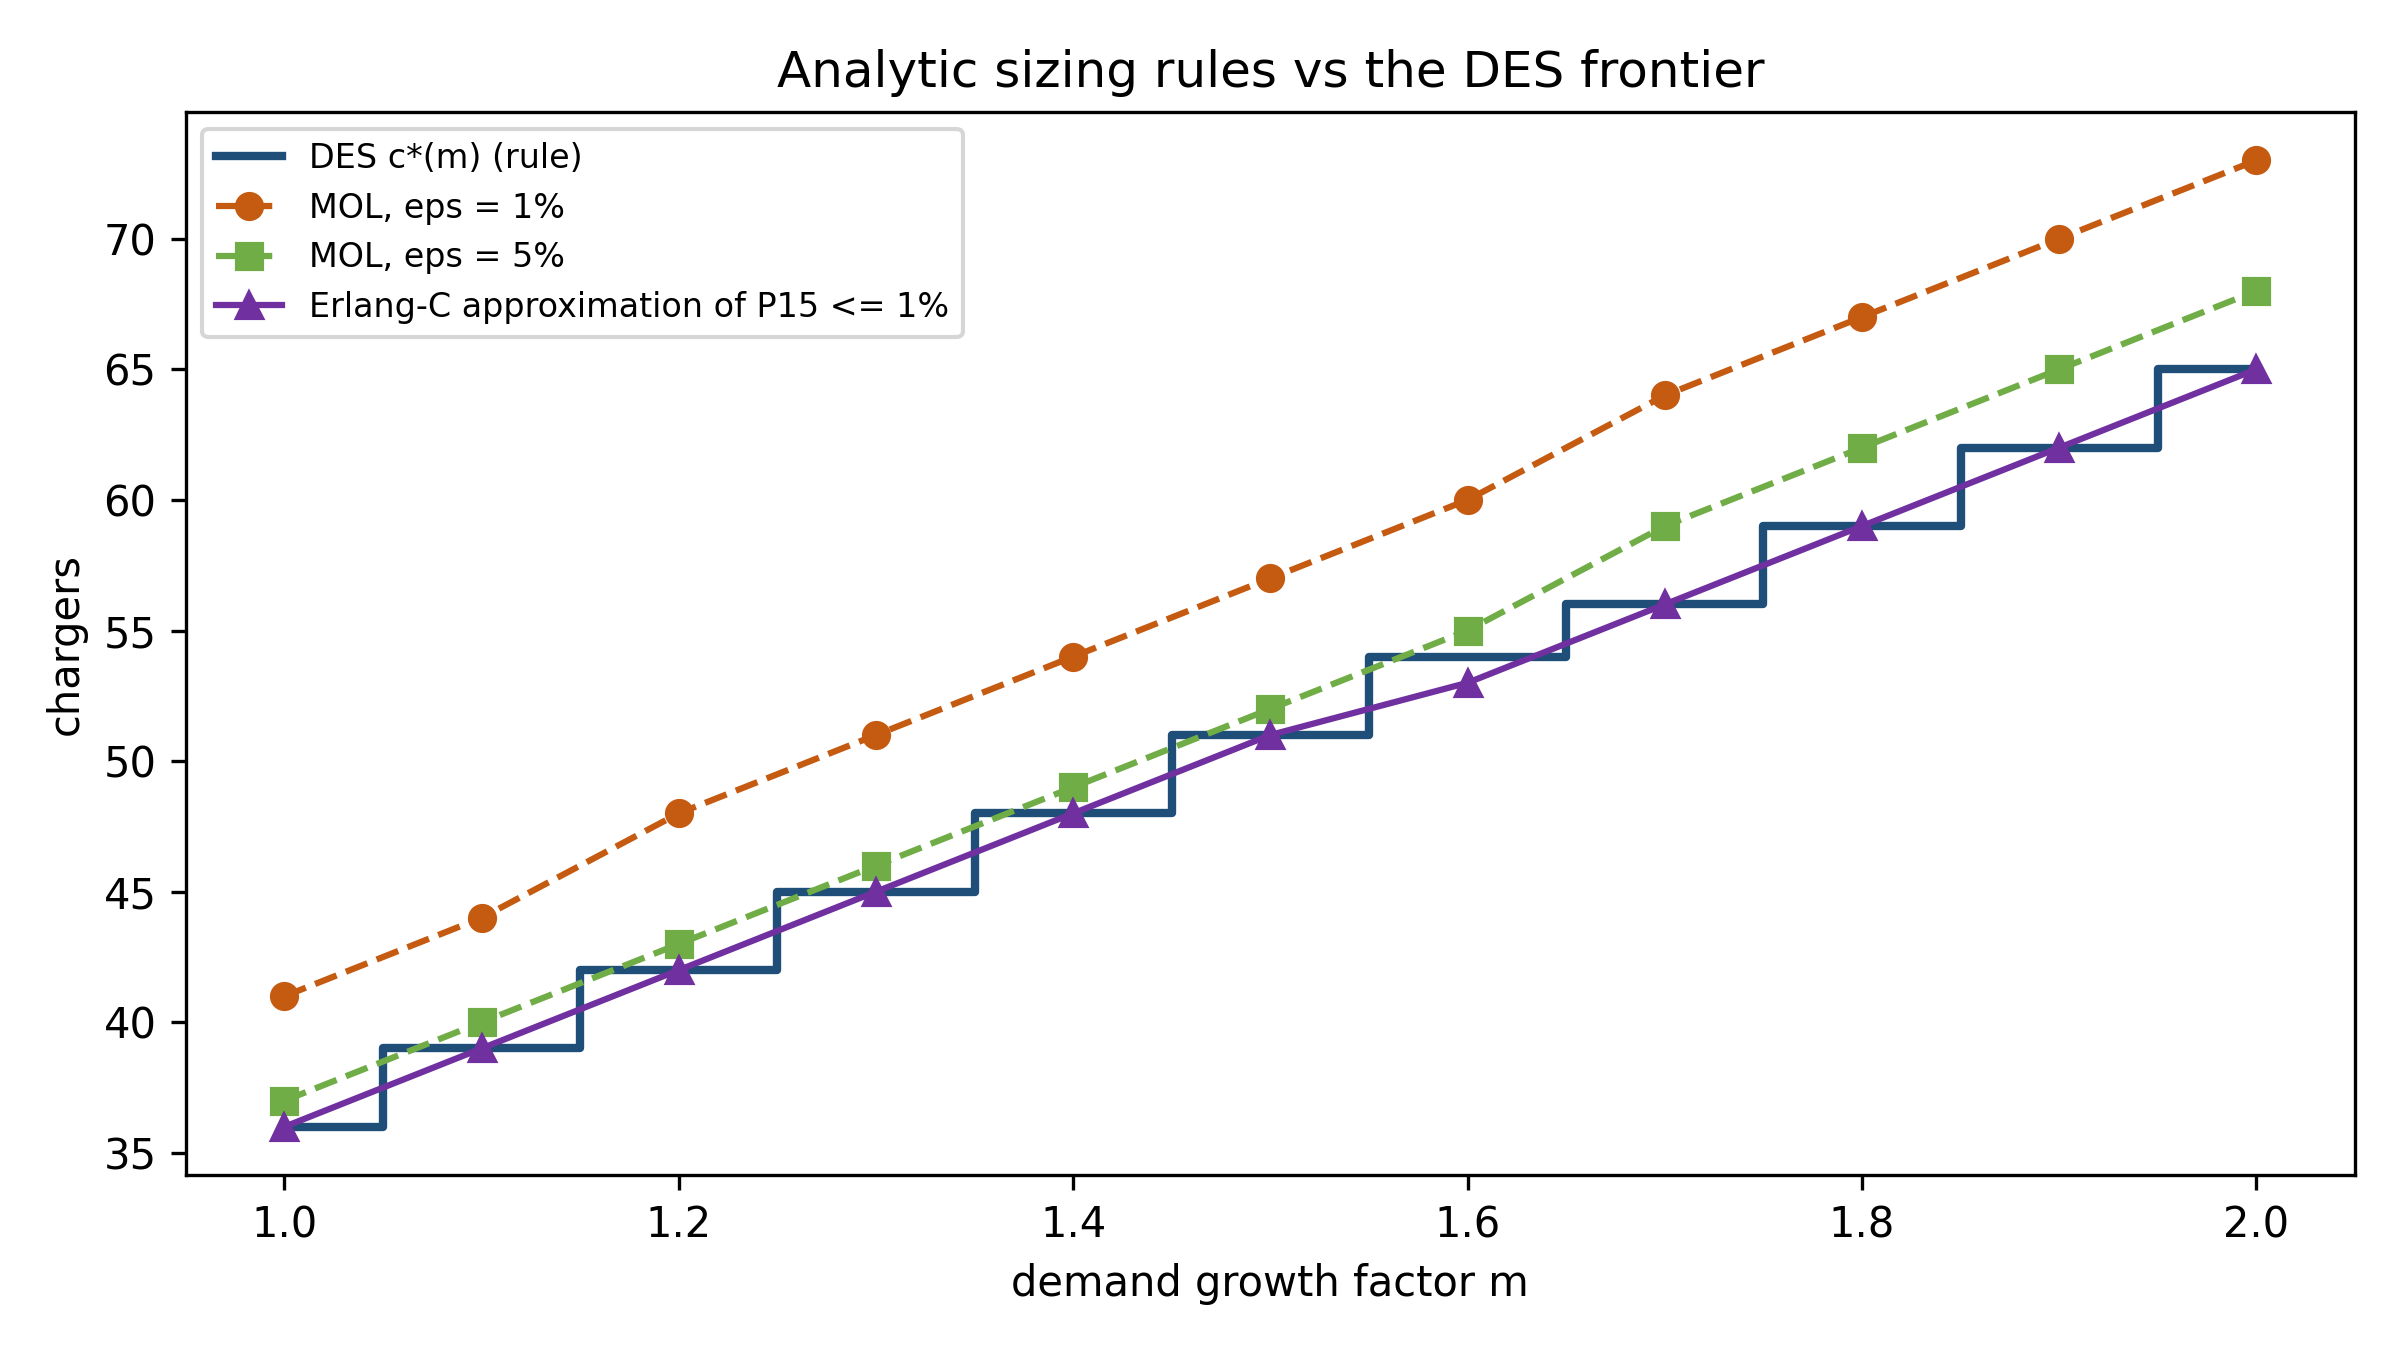 Analytic sizing rules vs the DES frontier
DES c*(m) (rule)
MOL, eps = 1%
MOL, eps = 5%
Erlang-C approximation of P15 <= 1%
chargers
70
65
60
55
50
45
40
35
1.0 1.2 1.4 1.6 1.8 2.0
demand growth factor m